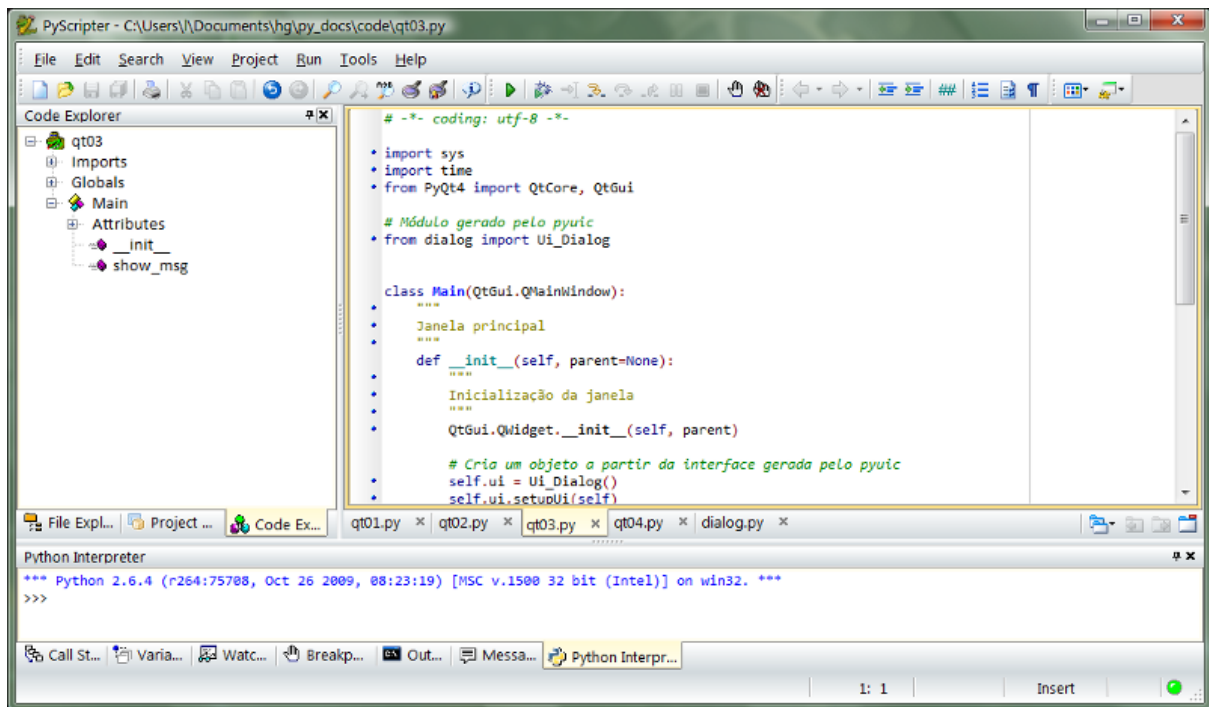 PyScripter - C:\Users\l\Documents\hg\py_docs\code\qt03.py
File Edit Search View Project Run Tools Help
Code Explorer
qt03
Imports
Globals
Main
Attributes
__init__
show_msg
# -*- coding: utf-8 -*-
import sys
import time
from PyQt4 import QtCore, QtGui
# Módulo gerado pelo pyuic
from dialog import Ui_Dialog
class Main(QtGui.QMainWindow):
"""
Janela principal
"""
def __init__(self, parent=None):
"""
Inicialização da janela
"""
QtGui.QWidget.__init__(self, parent)
# Cria um objeto a partir da interface gerada pelo pyuic
self.ui = Ui_Dialog()
self.ui.setupUi(self)
File Expl... Project ... Code Ex...
qt01.py × qt02.py × qt03.py × qt04.py × dialog.py ×
Python Interpreter
*** Python 2.6.4 (r264:75708, Oct 26 2009, 08:23:19) [MSC v.1500 32 bit (Intel)] on win32. ***
>>>
Call St... Varia... Watc... Breakp... Out... Messa... Python Interpr...
1: 1 Insert